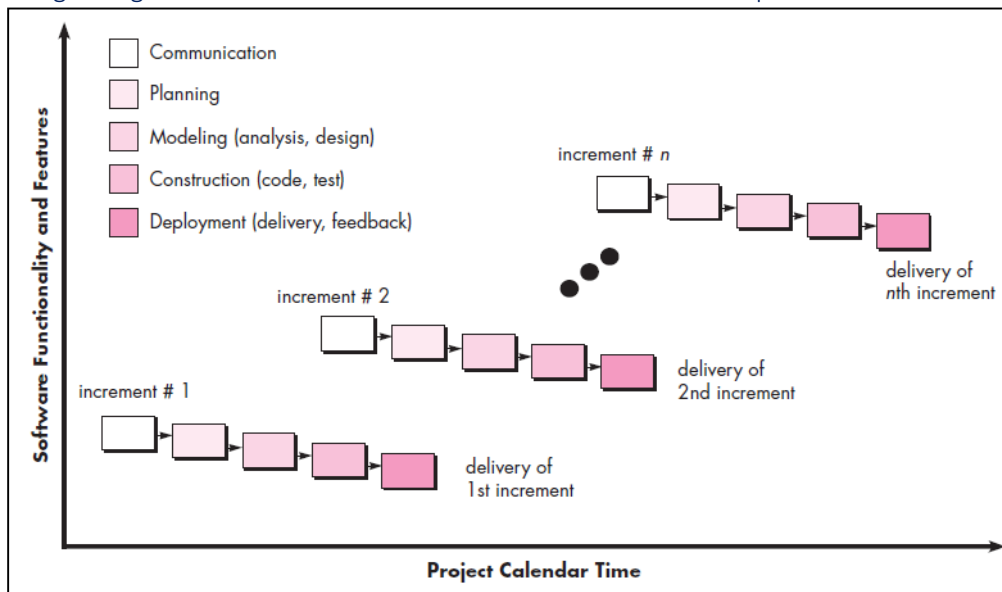 Communication
Planning
Modeling (analysis, design)
Construction (code, test)
Deployment (delivery, feedback)
increment # n
delivery of
nth increment
increment # 2
delivery of
2nd increment
increment # 1
delivery of
1st increment
Software Functionality and Features
Project Calendar Time